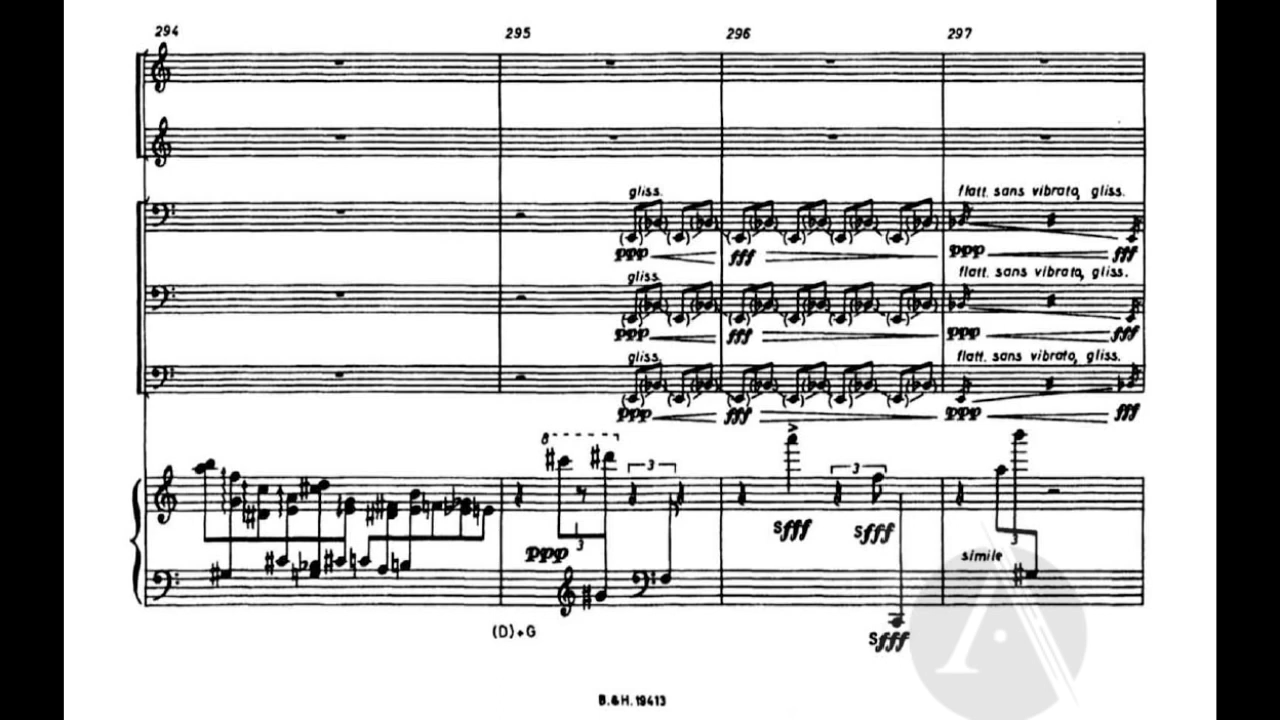 294 295 296 297
gliss. flatt. sans vibrato, gliss.
ppp fff ppp fff
gliss. flatt. sans vibrato, gliss.
ppp fff ppp fff
gliss. flatt. sans vibrato, gliss.
ppp fff ppp fff
8
3 3
ppp 3 sfff sfff simile 3
(D)+G sfff
B.&H. 19413